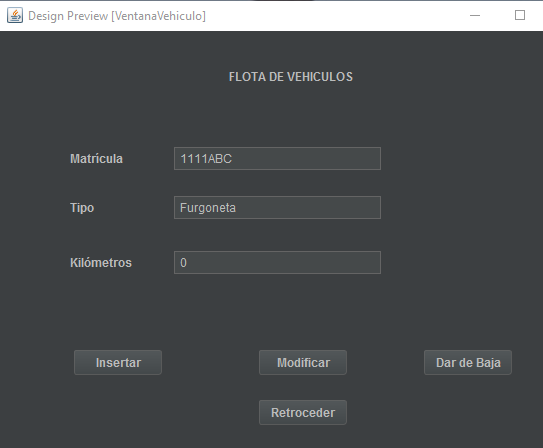 Design Preview [VentanaVehiculo]
FLOTA DE VEHICULOS
Matrícula 1111ABC
Tipo Furgoneta
Kilómetros 0
Insertar Modificar Dar de Baja
Retroceder